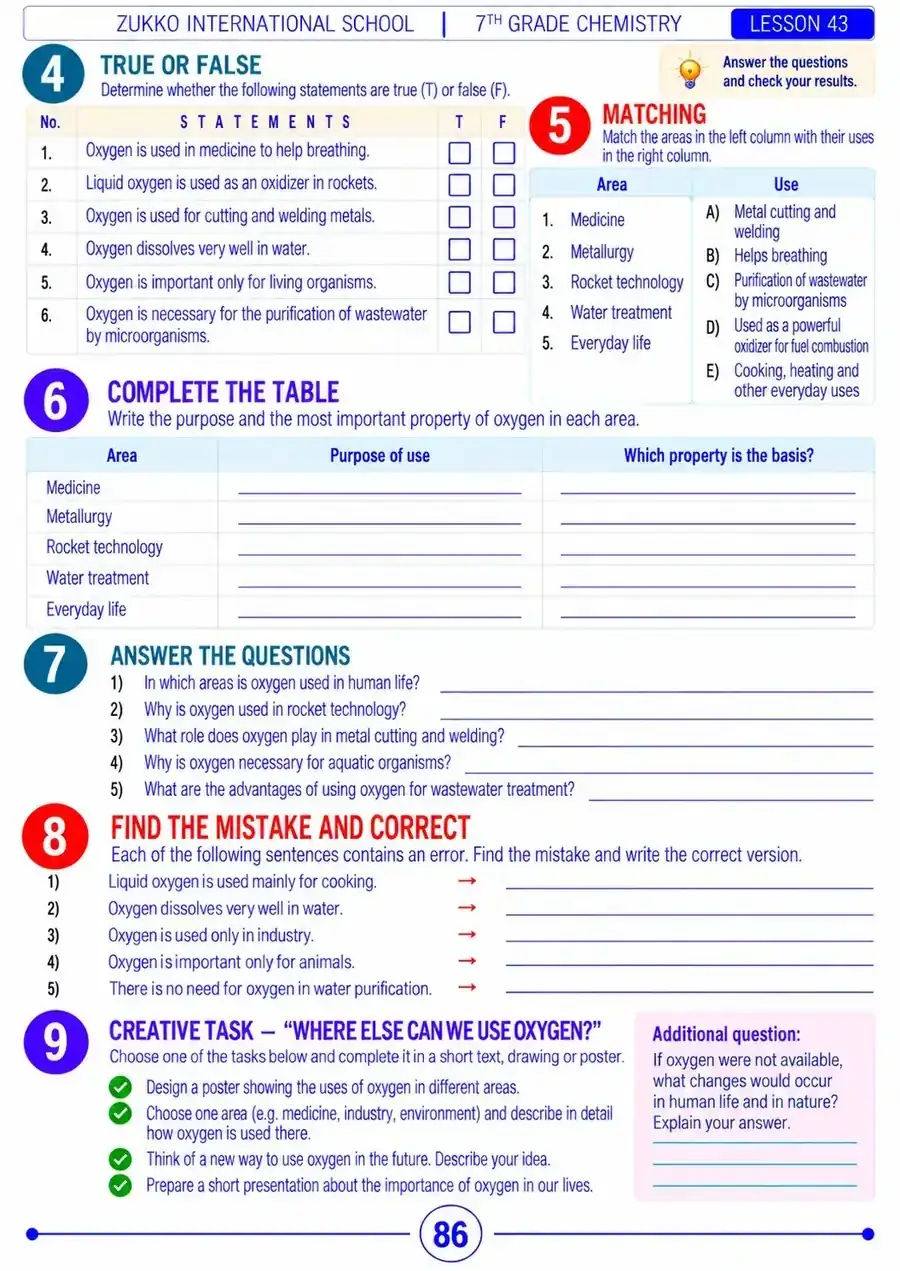 ZUKKO INTERNATIONAL SCHOOL | 7TH GRADE CHEMISTRY LESSON 43
4 TRUE OR FALSE
Determine whether the following statements are true (T) or false (F).
Answer the questions
and check your results.
No. STATEMENTS T F
1. Oxygen is used in medicine to help breathing.
2. Liquid oxygen is used as an oxidizer in rockets.
3. Oxygen is used for cutting and welding metals.
4. Oxygen dissolves very well in water.
5. Oxygen is important only for living organisms.
6. Oxygen is necessary for the purification of wastewater
by microorganisms.
5 MATCHING
Match the areas in the left column with their uses
in the right column.
Area Use
1. Medicine
2. Metallurgy
3. Rocket technology
4. Water treatment
5. Everyday life
A) Metal cutting and
welding
B) Helps breathing
C) Purification of wastewater
by microorganisms
D) Used as a powerful
oxidizer for fuel combustion
E) Cooking, heating and
other everyday uses
6 COMPLETE THE TABLE
Write the purpose and the most important property of oxygen in each area.
Area Purpose of use Which property is the basis?
Medicine
Metallurgy
Rocket technology
Water treatment
Everyday life
7 ANSWER THE QUESTIONS
1) In which areas is oxygen used in human life?
2) Why is oxygen used in rocket technology?
3) What role does oxygen play in metal cutting and welding?
4) Why is oxygen necessary for aquatic organisms?
5) What are the advantages of using oxygen for wastewater treatment?
8 FIND THE MISTAKE AND CORRECT
Each of the following sentences contains an error. Find the mistake and write the correct version.
1) Liquid oxygen is used mainly for cooking. →
2) Oxygen dissolves very well in water. →
3) Oxygen is used only in industry. →
4) Oxygen is important only for animals. →
5) There is no need for oxygen in water purification. →
9 CREATIVE TASK – “WHERE ELSE CAN WE USE OXYGEN?”
Choose one of the tasks below and complete it in a short text, drawing or poster.
Design a poster showing the uses of oxygen in different areas.
Choose one area (e.g. medicine, industry, environment) and describe in detail
how oxygen is used there.
Think of a new way to use oxygen in the future. Describe your idea.
Prepare a short presentation about the importance of oxygen in our lives.
Additional question:
If oxygen were not available,
what changes would occur
in human life and in nature?
Explain your answer.
86